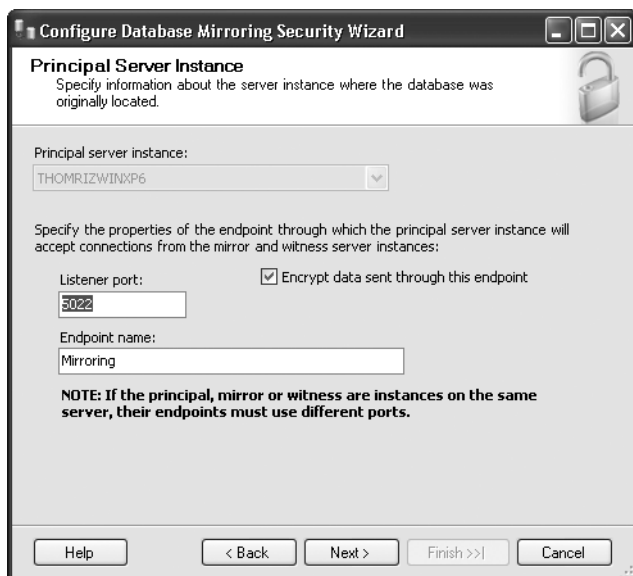 Configure Database Mirroring Security Wizard
Principal Server Instance
Specify information about the server instance where the database was
originally located.
Principal server instance:
THOMRIZWINXP6
Specify the properties of the endpoint through which the principal server instance will
accept connections from the mirror and witness server instances:
Listener port:
Encrypt data sent through this endpoint
5022
Endpoint name:
Mirroring
NOTE: If the principal, mirror or witness are instances on the same
server, their endpoints must use different ports.
Help
< Back
Next >
Finish >>|
Cancel